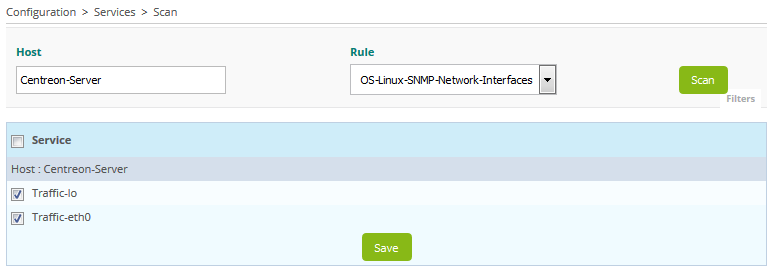 Configuration > Services > Scan
Host Rule
Centreon-Server OS-Linux-SNMP-Network-Interfaces Scan
Filters
Service
Host : Centreon-Server
Traffic-lo
Traffic-eth0
Save